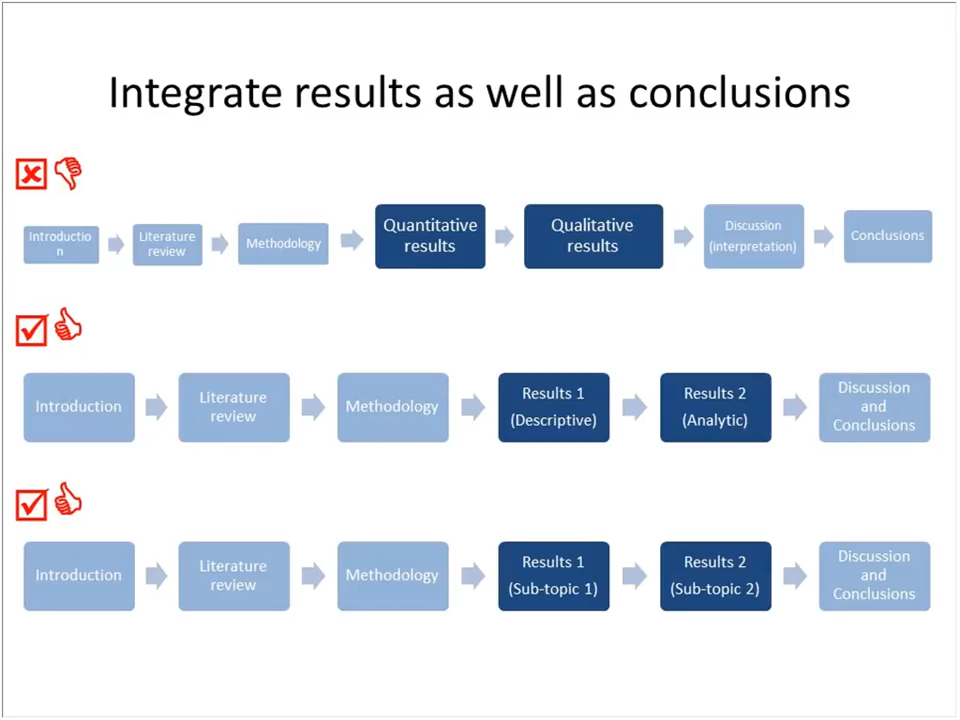 Integrate results as well as conclusions
Introductio
n
Literature
review
Methodology
Quantitative
results
Qualitative
results
Discussion
(interpretation)
Conclusions
Introduction
Literature
review
Methodology
Results 1
(Descriptive)
Results 2
(Analytic)
Discussion
and
Conclusions
Introduction
Literature
review
Methodology
Results 1
(Sub-topic 1)
Results 2
(Sub-topic 2)
Discussion
and
Conclusions